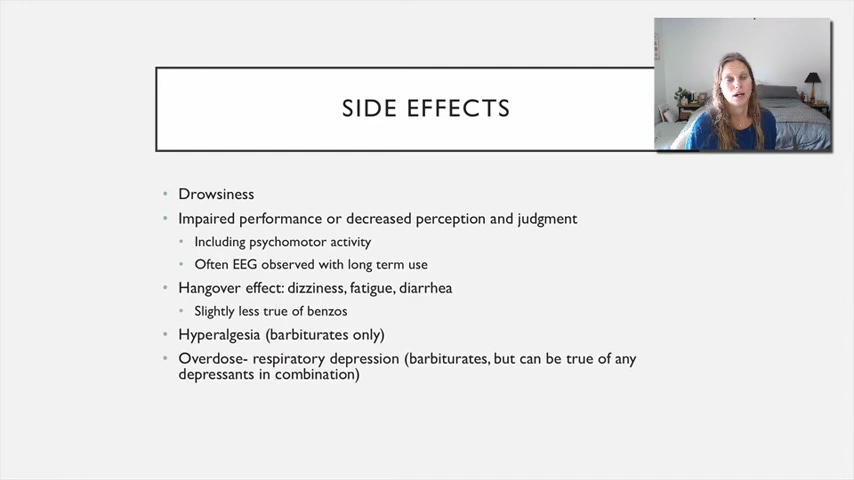 SIDE EFFECTS
• Drowsiness
• Impaired performance or decreased perception and judgment
• Including psychomotor activity
• Often EEG observed with long term use
• Hangover effect: dizziness, fatigue, diarrhea
• Slightly less true of benzos
• Hyperalgesia (barbiturates only)
• Overdose- respiratory depression (barbiturates, but can be true of any
depressants in combination)